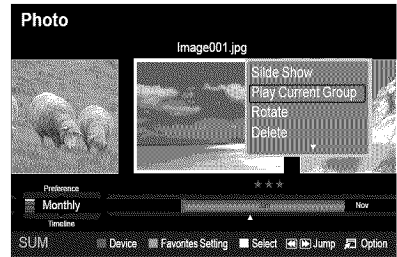 Photo
Image001.jpg
Silde Show
Play Current Group
Rotate
Delete
Preference
Monthly
Timeline
Nov
SUM Device Favorites Setting Select Jump Option